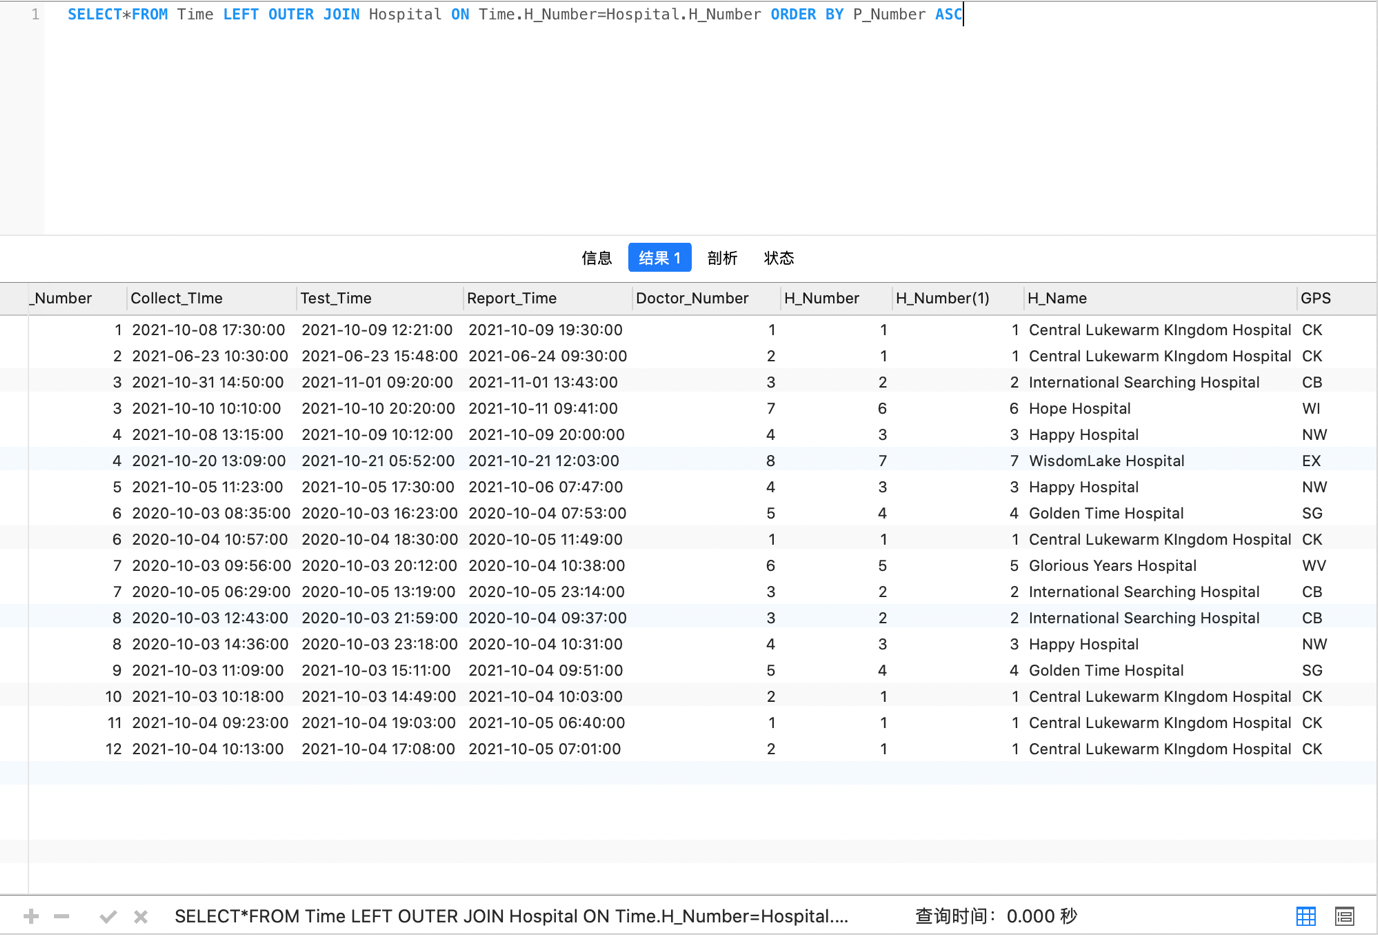 1 SELECT*FROM Time LEFT OUTER JOIN Hospital ON Time.H_Number=Hospital.H_Number ORDER BY P_Number ASC
信息 结果 1 剖析 状态
_Number Collect_TIme Test_Time Report_Time Doctor_Number H_Number H_Number(1) H_Name GPS
1 2021-10-08 17:30:00 2021-10-09 12:21:00 2021-10-09 19:30:00 1 1 1 Central Lukewarm KIngdom Hospital CK
2 2021-06-23 10:30:00 2021-06-23 15:48:00 2021-06-24 09:30:00 2 1 1 Central Lukewarm KIngdom Hospital CK
3 2021-10-31 14:50:00 2021-11-01 09:20:00 2021-11-01 13:43:00 3 2 2 International Searching Hospital CB
3 2021-10-10 10:10:00 2021-10-10 20:20:00 2021-10-11 09:41:00 7 6 6 Hope Hospital WI
4 2021-10-08 13:15:00 2021-10-09 10:12:00 2021-10-09 20:00:00 4 3 3 Happy Hospital NW
4 2021-10-20 13:09:00 2021-10-21 05:52:00 2021-10-21 12:03:00 8 7 7 WisdomLake Hospital EX
5 2021-10-05 11:23:00 2021-10-05 17:30:00 2021-10-06 07:47:00 4 3 3 Happy Hospital NW
6 2020-10-03 08:35:00 2020-10-03 16:23:00 2020-10-04 07:53:00 5 4 4 Golden Time Hospital SG
6 2020-10-04 10:57:00 2020-10-04 18:30:00 2020-10-05 11:49:00 1 1 1 Central Lukewarm KIngdom Hospital CK
7 2020-10-03 09:56:00 2020-10-03 20:12:00 2020-10-04 10:38:00 6 5 5 Glorious Years Hospital WV
7 2020-10-05 06:29:00 2020-10-05 13:19:00 2020-10-05 23:14:00 3 2 2 International Searching Hospital CB
8 2020-10-03 12:43:00 2020-10-03 21:59:00 2020-10-04 09:37:00 3 2 2 International Searching Hospital CB
8 2020-10-03 14:36:00 2020-10-03 23:18:00 2020-10-04 10:31:00 4 3 3 Happy Hospital NW
9 2021-10-03 11:09:00 2021-10-03 15:11:00 2021-10-04 09:51:00 5 4 4 Golden Time Hospital SG
10 2021-10-03 10:18:00 2021-10-03 14:49:00 2021-10-04 10:03:00 2 1 1 Central Lukewarm KIngdom Hospital CK
11 2021-10-04 09:23:00 2021-10-04 19:03:00 2021-10-05 06:40:00 1 1 1 Central Lukewarm KIngdom Hospital CK
12 2021-10-04 10:13:00 2021-10-04 17:08:00 2021-10-05 07:01:00 2 1 1 Central Lukewarm KIngdom Hospital CK
SELECT*FROM Time LEFT OUTER JOIN Hospital ON Time.H_Number=Hospital.... 查询时间：0.000 秒